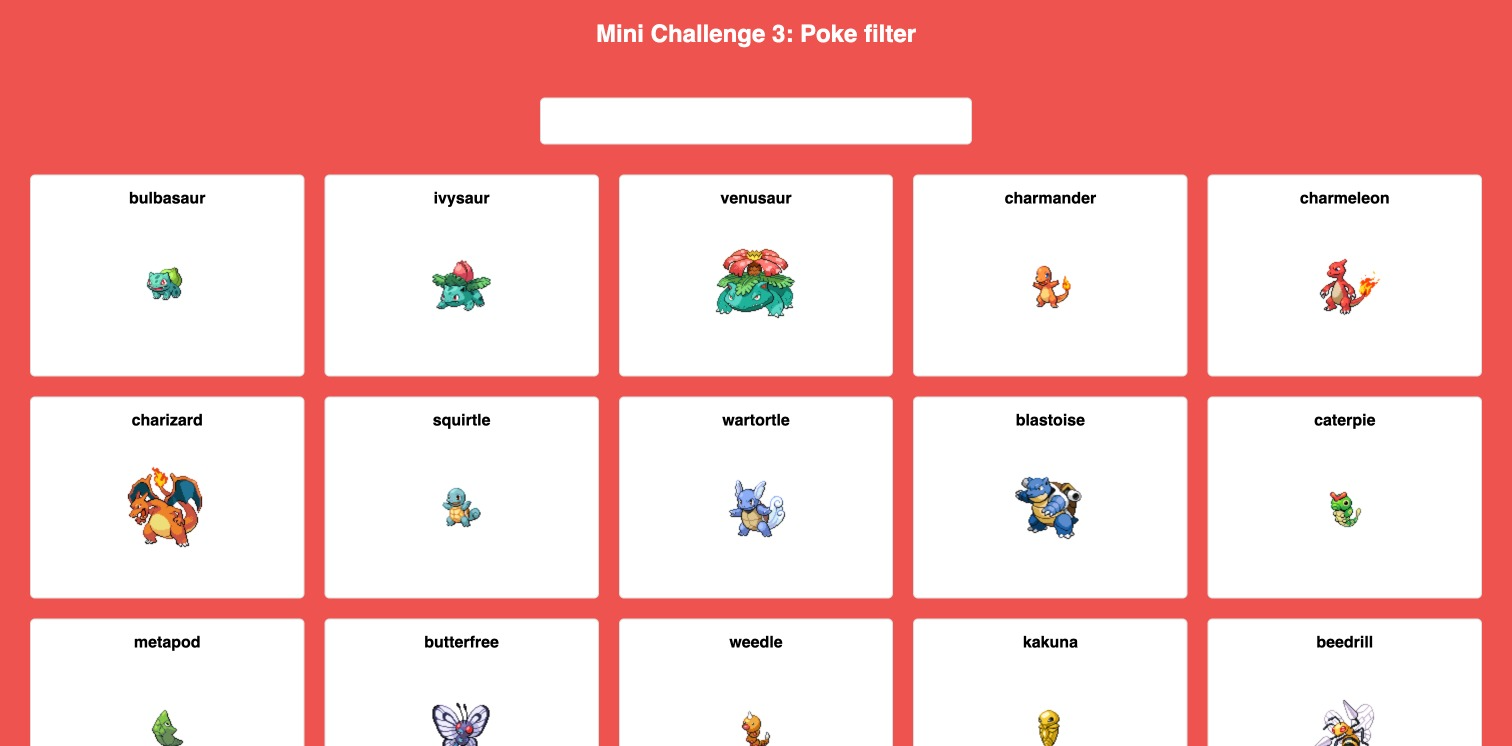 Mini Challenge 3: Poke filter
bulbasaur
ivysaur
venusaur
charmander
charmeleon
charizard
squirtle
wartortle
blastoise
caterpie
metapod
butterfree
weedle
kakuna
beedrill